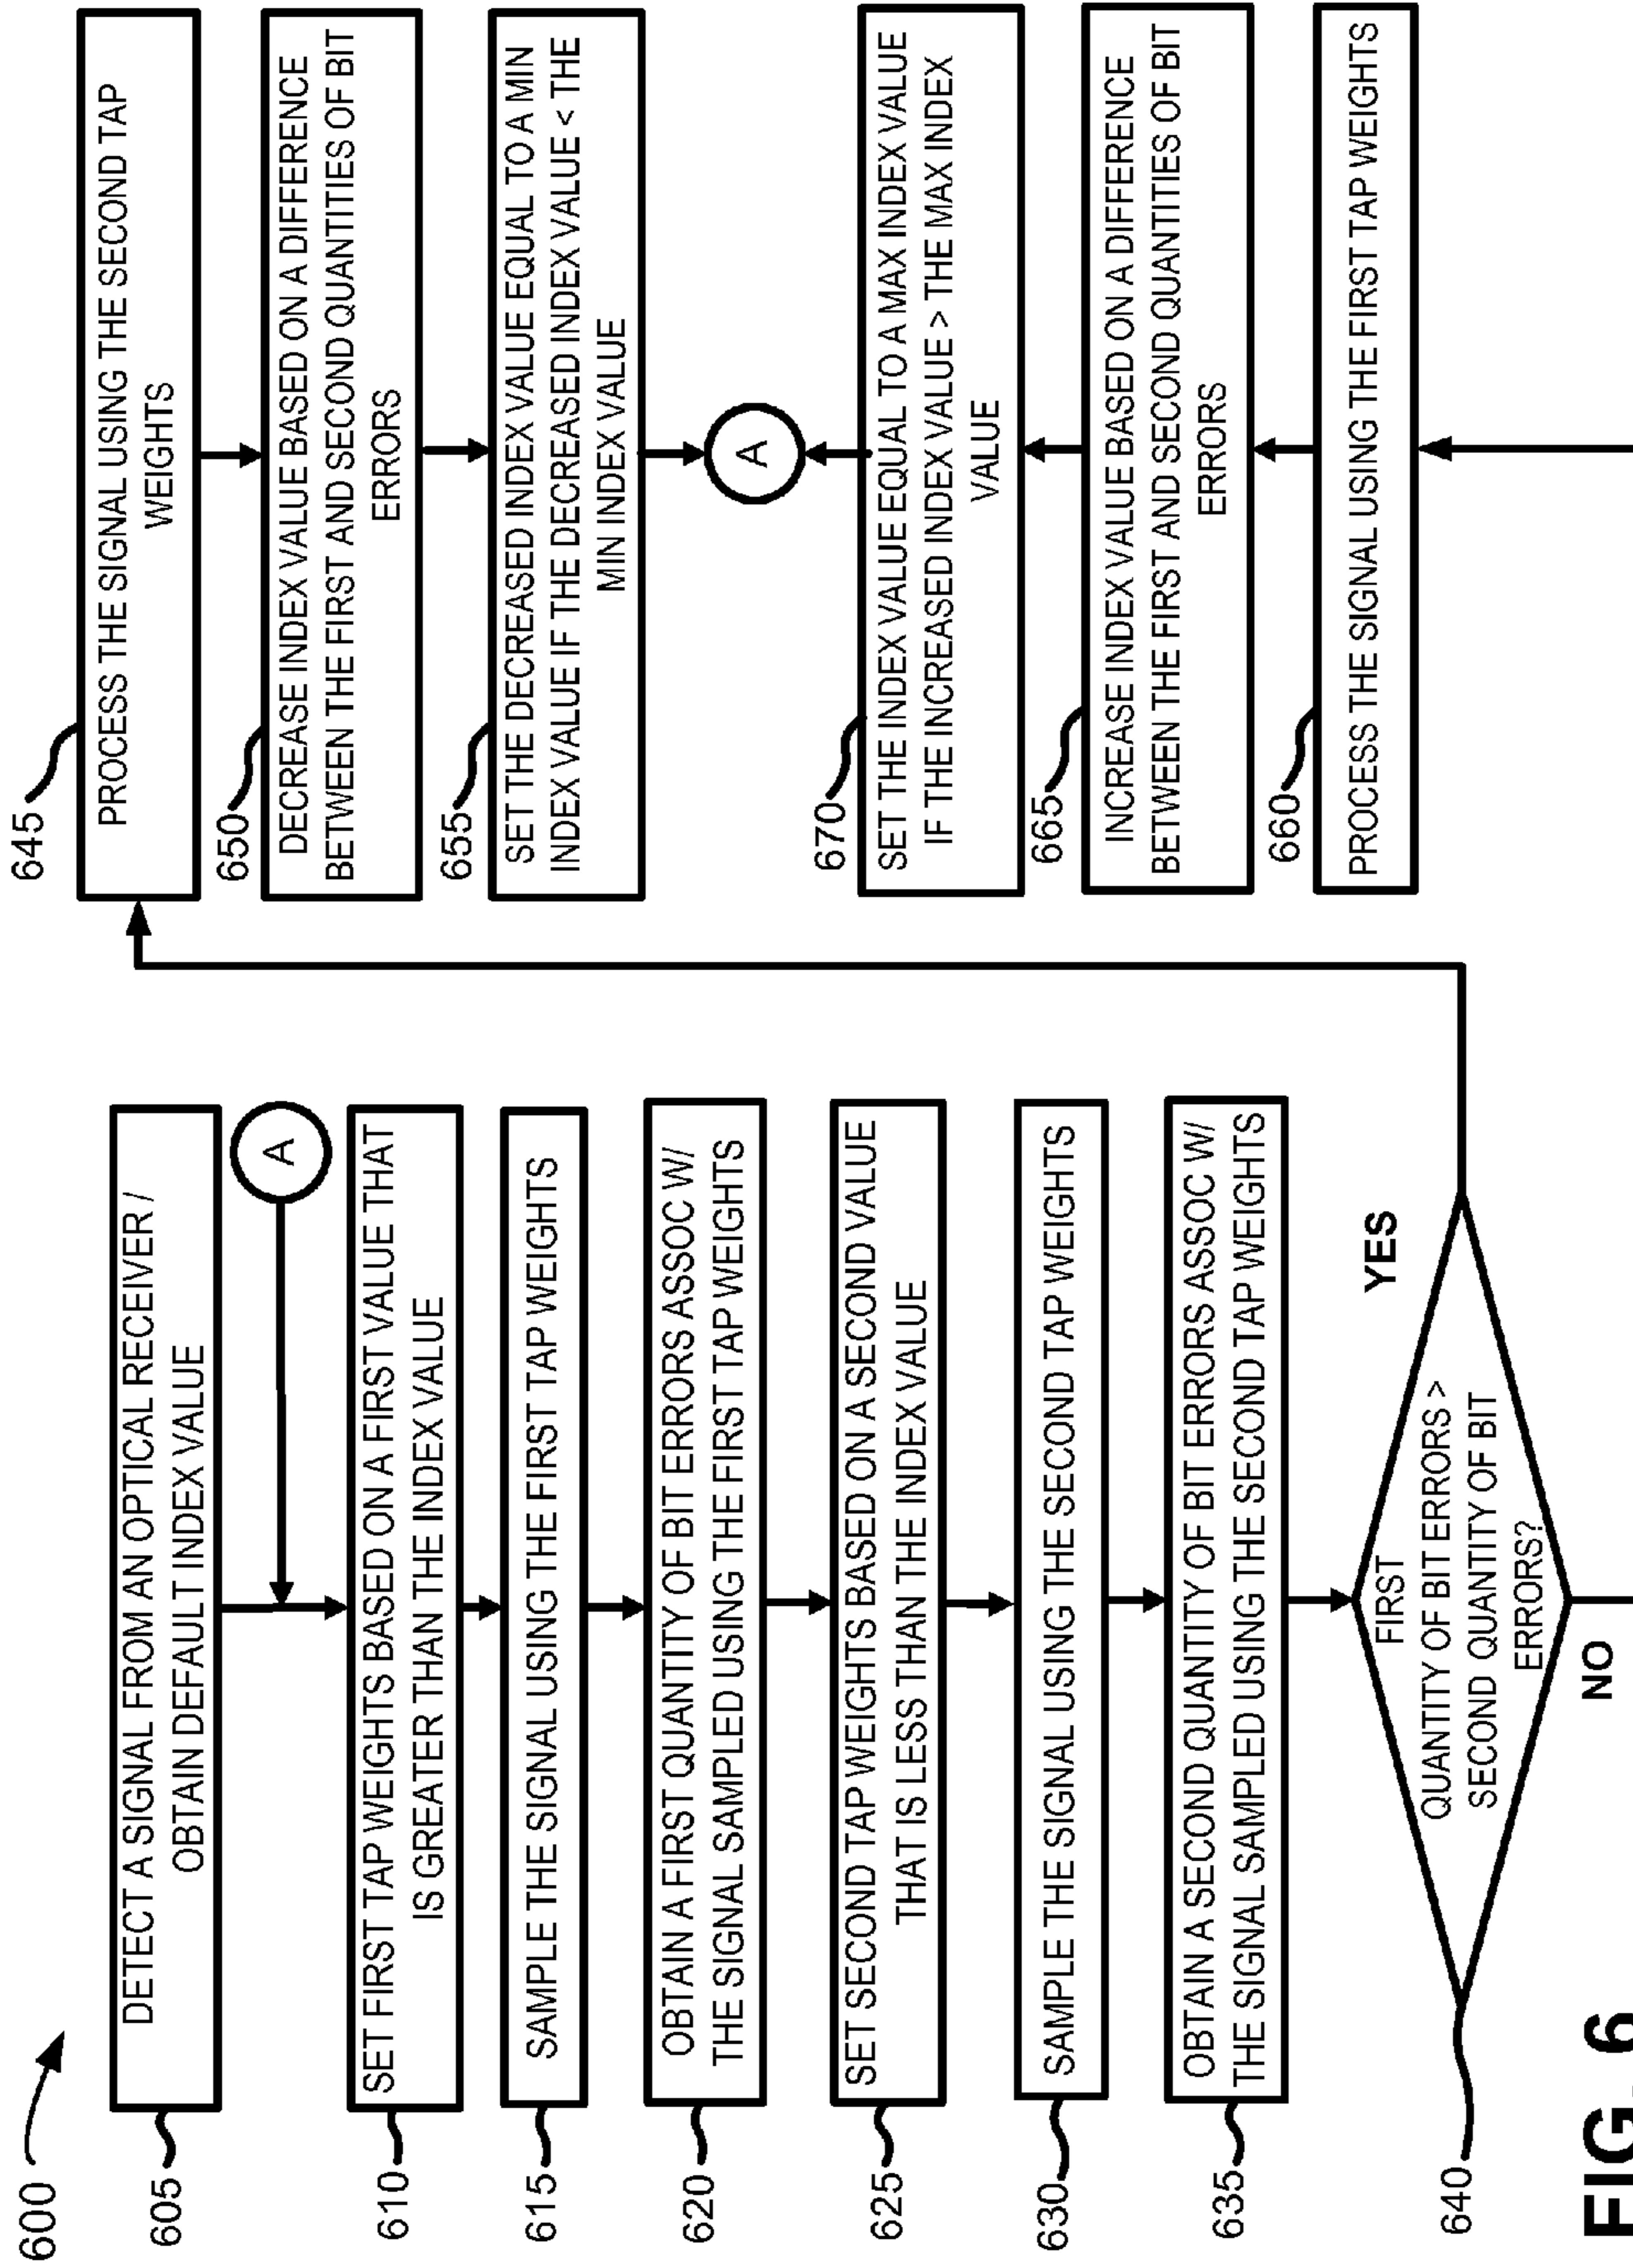 600
605
DETECT A SIGNAL FROM AN OPTICAL RECEIVER /
OBTAIN DEFAULT INDEX VALUE
A
610
SET FIRST TAP WEIGHTS BASED ON A FIRST VALUE THAT
IS GREATER THAN THE INDEX VALUE
615
SAMPLE THE SIGNAL USING THE FIRST TAP WEIGHTS
620
OBTAIN A FIRST QUANTITY OF BIT ERRORS ASSOC W/
THE SIGNAL SAMPLED USING THE FIRST TAP WEIGHTS
625
SET SECOND TAP WEIGHTS BASED ON A SECOND VALUE
THAT IS LESS THAN THE INDEX VALUE
630
SAMPLE THE SIGNAL USING THE SECOND TAP WEIGHTS
635
OBTAIN A SECOND QUANTITY OF BIT ERRORS ASSOC W/
THE SIGNAL SAMPLED USING THE SECOND TAP WEIGHTS
640
FIRST
QUANTITY OF BIT ERRORS >
SECOND QUANTITY OF BIT
ERRORS?
YES
NO
645
PROCESS THE SIGNAL USING THE SECOND TAP
WEIGHTS
650
DECREASE INDEX VALUE BASED ON A DIFFERENCE
BETWEEN THE FIRST AND SECOND QUANTITIES OF BIT
ERRORS
655
SET THE DECREASED INDEX VALUE EQUAL TO A MIN
INDEX VALUE IF THE DECREASED INDEX VALUE < THE
MIN INDEX VALUE
A
670
SET THE INDEX VALUE EQUAL TO A MAX INDEX VALUE
IF THE INCREASED INDEX VALUE > THE MAX INDEX
VALUE
665
INCREASE INDEX VALUE BASED ON A DIFFERENCE
BETWEEN THE FIRST AND SECOND QUANTITIES OF BIT
ERRORS
660
PROCESS THE SIGNAL USING THE FIRST TAP WEIGHTS
FIG. 6